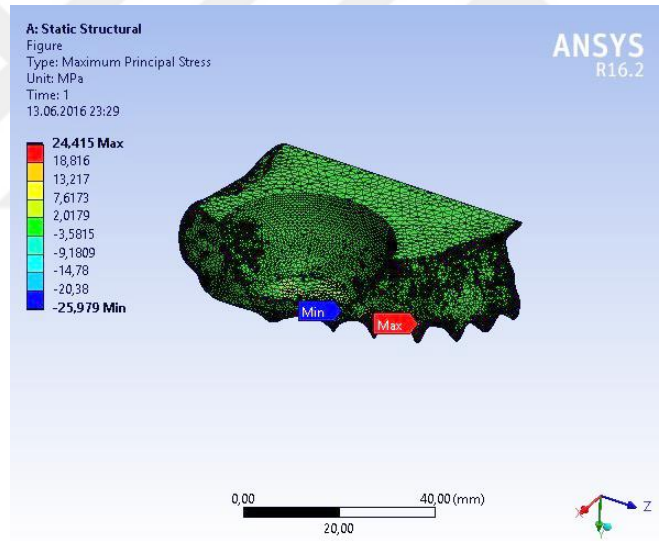 A: Static Structural
Figure
Type: Maximum Principal Stress
Unit: MPa
Time: 1
13.06.2016 23:29
ANSYS
R16.2
24,415 Max
18,816
13,217
7,6173
2,0179
-3,5815
-9,1809
-14,78
-20,38
-25,979 Min
Min
Max
0,00
40,00 (mm)
20,00
X
Z